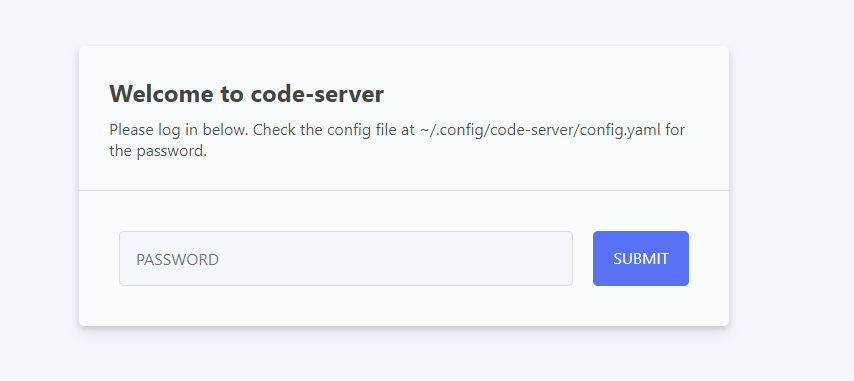 Welcome to code-server
Please log in below. Check the config file at ~/.config/code-server/config.yaml for
the password.
PASSWORD
SUBMIT